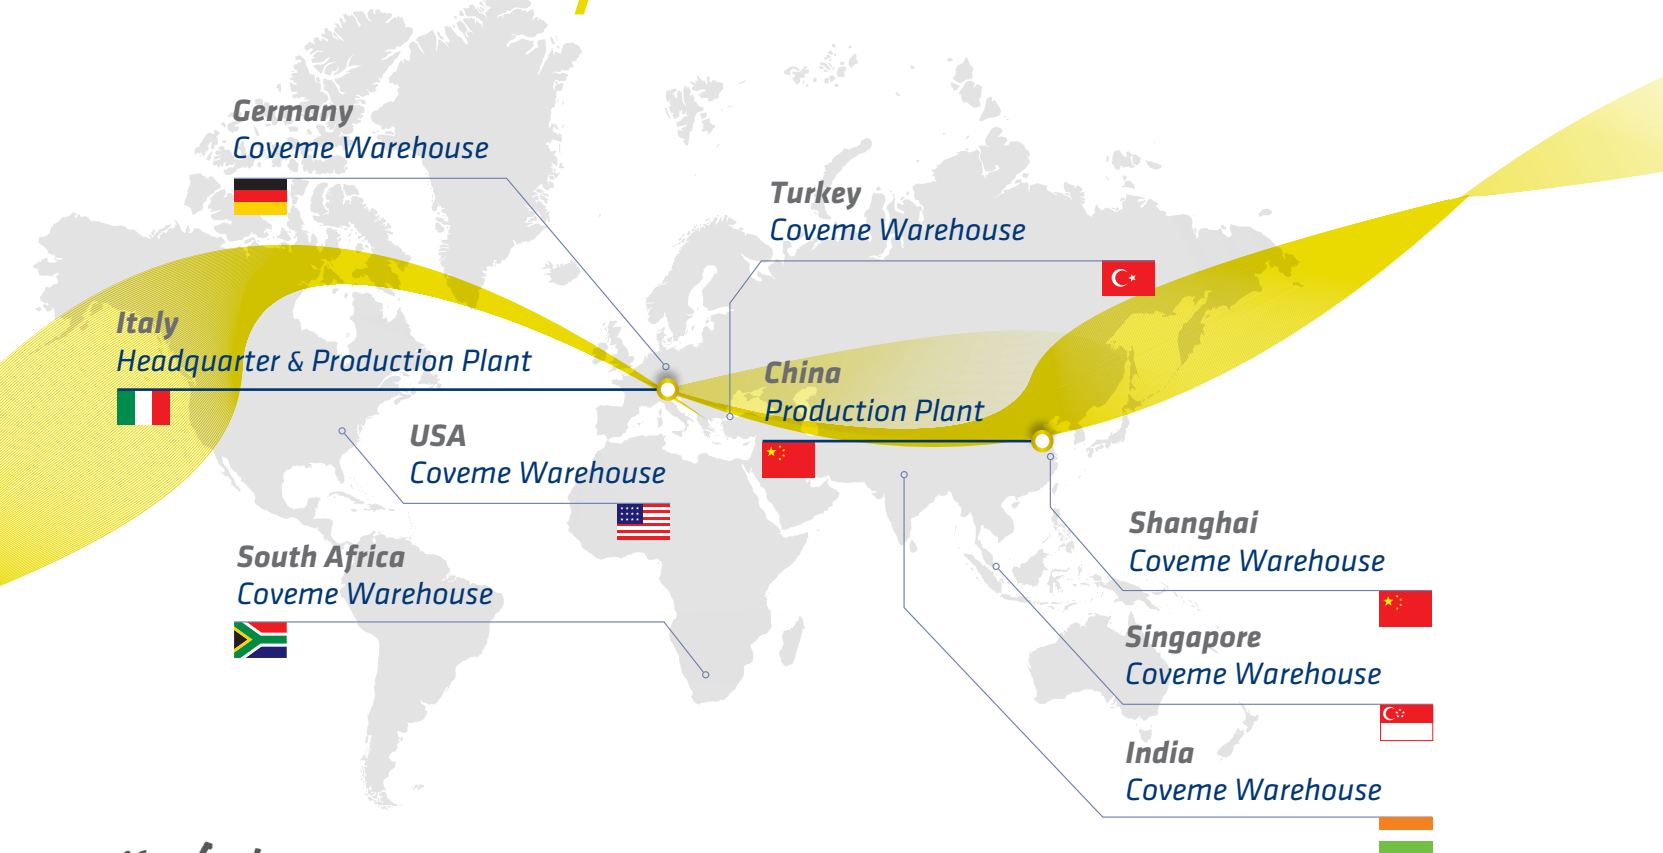 Germany
Coveme Warehouse
Turkey
Coveme Warehouse
Italy
Headquarter & Production Plant
China
Production Plant
USA
Coveme Warehouse
South Africa
Coveme Warehouse
Shanghai
Coveme Warehouse
Singapore
Coveme Warehouse
India
Coveme Warehouse